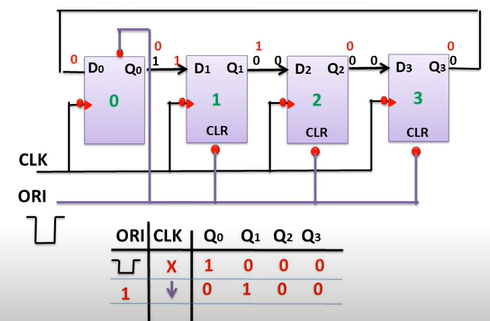 0 1 0 0
0 D0 Q0 1 1 D1 Q1 0 0 D2 Q2 0 0 D3 Q3 0
0 1 2 3
CLR CLR CLR
CLK
ORI
ORI CLK Q0 Q1 Q2 Q3
X 1 0 0 0
1 ↓ 0 1 0 0